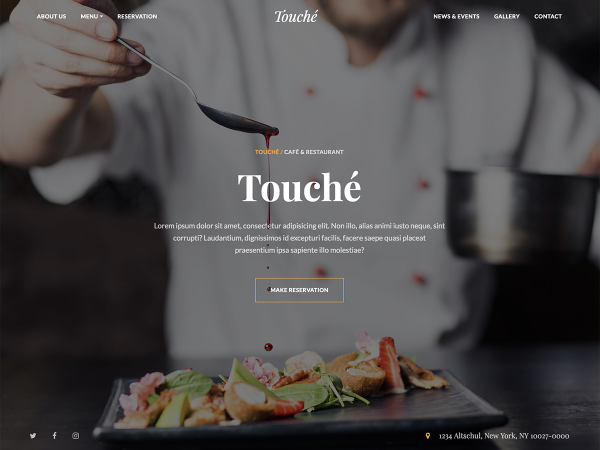 ABOUT US MENU RESERVATION Touché NEWS & EVENTS GALLERY CONTACT
TOUCHÉ / CAFÉ & RESTAURANT
Touché
Lorem ipsum dolor sit amet, consectetur adipisicing elit. Non illo, alias animi iusto neque, sint
corrupti? Laudantium, dignissimos id excepturi facilis, facere saepe quasi placeat
praesentium ipsa sapiente illo molestiae?
MAKE RESERVATION
1234 Altschul, New York, NY 10027-0000